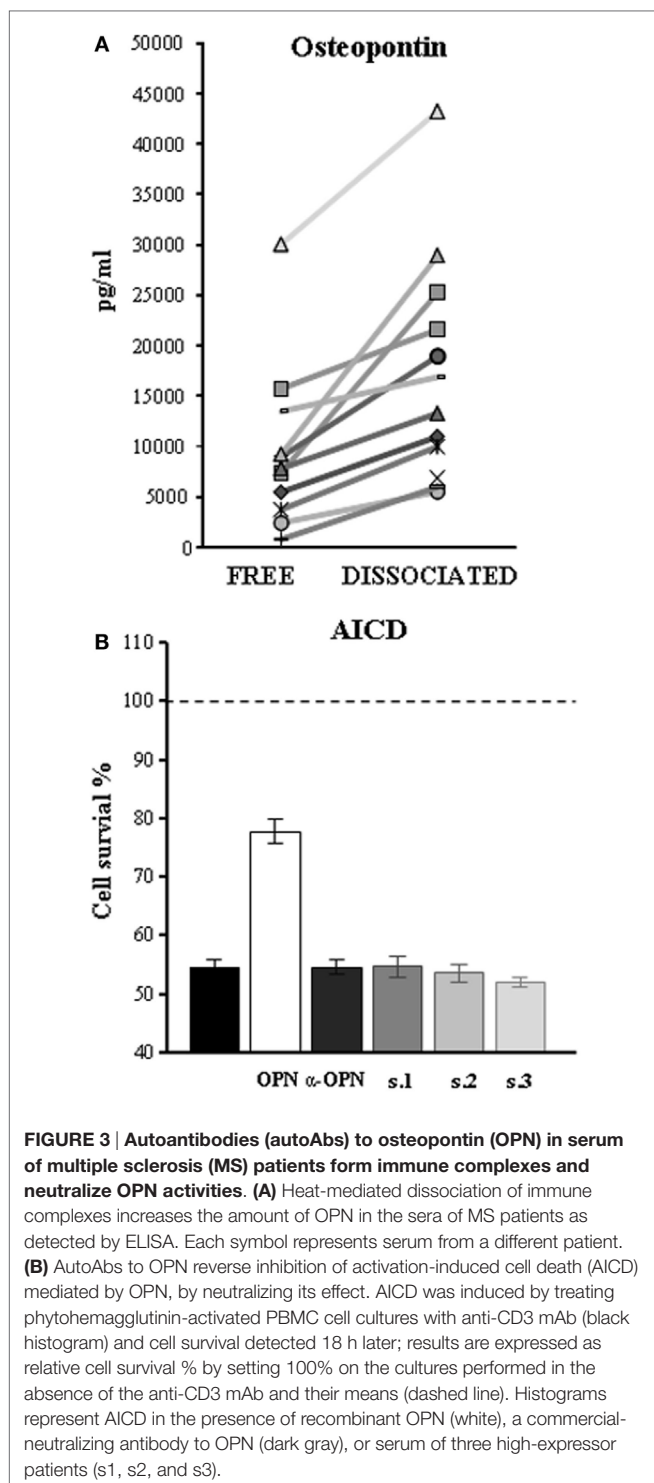 A
Osteopontin
50000
45000
40000
35000
30000
25000
20000
15000
10000
5000
0
pg/ml
FREE DISSOCIATED
B
AICD
110
100
90
80
70
60
50
40
Cell survial %
OPN α-OPN s.1 s.2 s.3
FIGURE 3 | Autoantibodies (autoAbs) to osteopontin (OPN) in serum
of multiple sclerosis (MS) patients form immune complexes and
neutralize OPN activities. (A) Heat-mediated dissociation of immune
complexes increases the amount of OPN in the sera of MS patients as
detected by ELISA. Each symbol represents serum from a different patient.
(B) AutoAbs to OPN reverse inhibition of activation-induced cell death (AICD)
mediated by OPN, by neutralizing its effect. AICD was induced by treating
phytohemagglutinin-activated PBMC cell cultures with anti-CD3 mAb (black
histogram) and cell survival detected 18 h later; results are expressed as
relative cell survival % by setting 100% on the cultures performed in the
absence of the anti-CD3 mAb and their means (dashed line). Histograms
represent AICD in the presence of recombinant OPN (white), a commercial-
neutralizing antibody to OPN (dark gray), or serum of three high-expressor
patients (s1, s2, and s3).